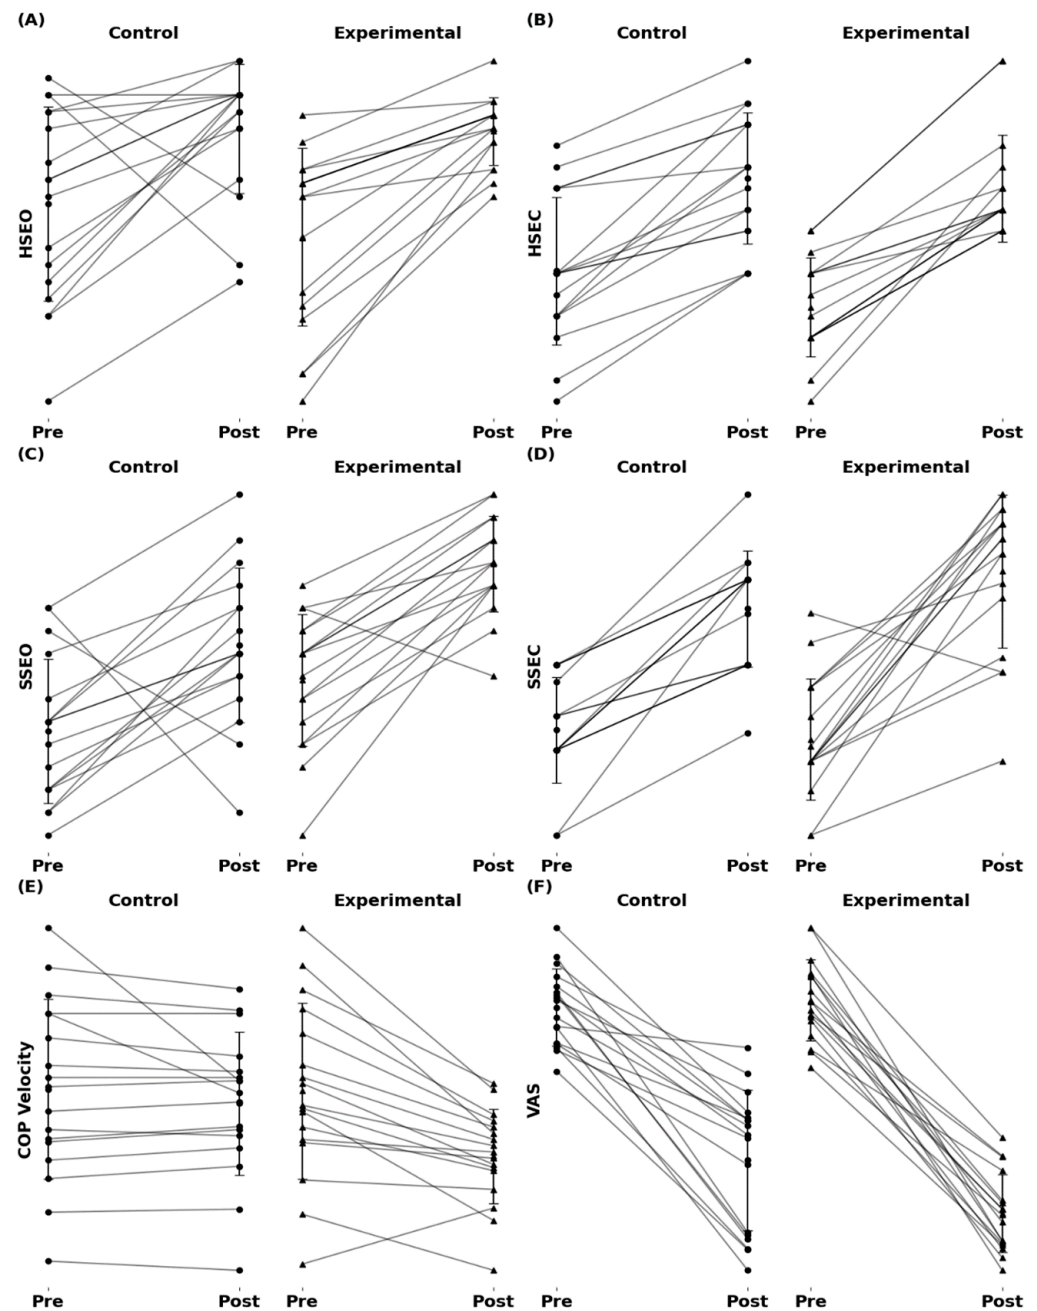 (A) (B)
Control Experimental Control Experimental
HSEO HSEC
Pre Post Pre Post Pre Post Pre Post
(C) (D)
Control Experimental Control Experimental
SSEO SSEC
Pre Post Pre Post Pre Post Pre Post
(E) (F)
Control Experimental Control Experimental
COP Velocity VAS
Pre Post Pre Post Pre Post Pre Post